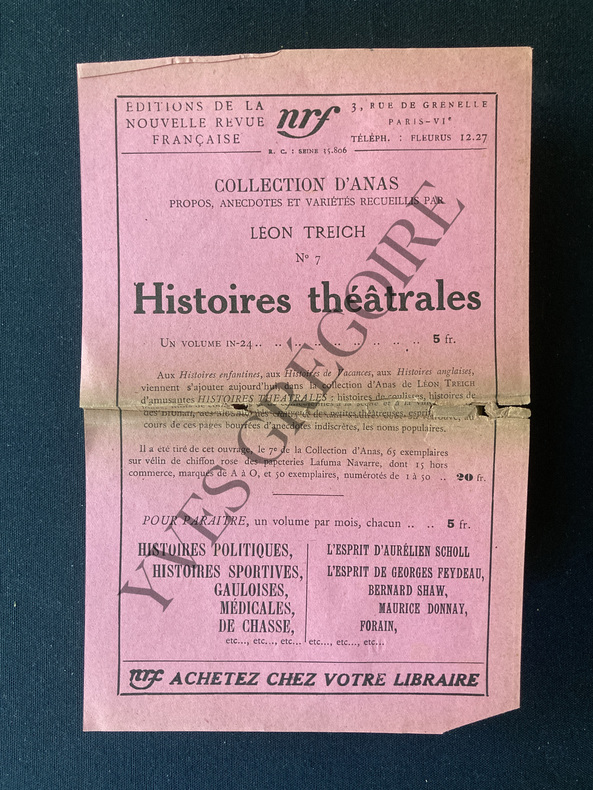 EDITIONS DE LA
NOUVELLE REVUE
FRANÇAISE
nrf
3, RUE DE GRENELLE
PARIS-VIe
TÉLÉPH. : FLEURUS 12.27
R. C. : SEINE 15.806
COLLECTION D'ANAS
PROPOS, ANECDOTES ET VARIÉTÉS RECUEILLIS PAR
LÉON TREICH
No 7
Histoires théâtrales
UN VOLUME IN-24 .. .. .. .. .. .. .. .. .. 5 fr.
Aux Histoires enfantines, aux Histoires de Vacances, aux Histoires anglaises,
viennent s'ajouter aujourd'hui, dans la collection d'Anas de LÉON TREICH
d'amusantes HISTOIRES THÉATRALES : histoires de coulisses, histoires de
cours de ces pages bourrées d'anecdotes indiscrètes, les noms populaires.
Il a été tiré de cet ouvrage, le 7e de la Collection d'Anas, 65 exemplaires
sur vélin de chiffon rose des papeteries Lafuma Navarre, dont 15 hors
commerce, marqués de A à O, et 50 exemplaires, numérotés de 1 à 50 .. 20 fr.
POUR PARAITRE, un volume par mois, chacun .. .. 5 fr.
HISTOIRES POLITIQUES,
HISTOIRES SPORTIVES,
GAULOISES,
MÉDICALES,
DE CHASSE,
etc..., etc..., etc...
L'ESPRIT D'AURÉLIEN SCHOLL
L'ESPRIT DE GEORGES FEYDEAU,
BERNARD SHAW,
MAURICE DONNAY,
FORAIN,
etc..., etc..., etc...
nrf ACHETEZ CHEZ VOTRE LIBRAIRE
YVES GRÉGOIRE